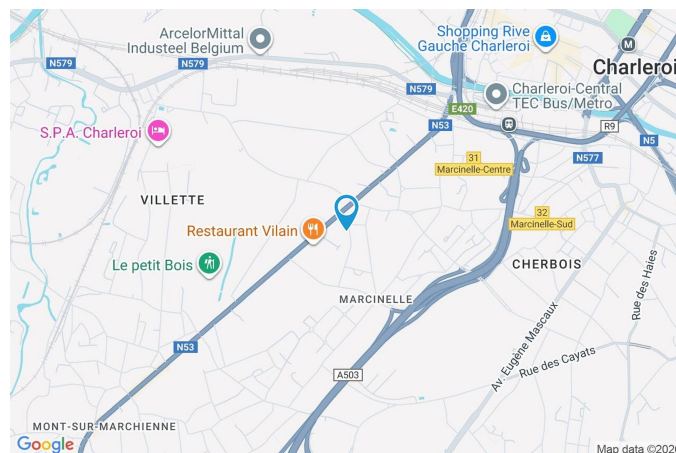 ArcelorMittal
Industeel Belgium
Shopping Rive
Gauche Charleroi
M
N579
N579
Charleroi
N579
Charleroi-Central
TEC Bus/Metro
E420
S.P.A. Charleroi
N53
R9
N5
31
Marcinelle-Centre
N577
VILLETTE
32
Marcinelle-Sud
Restaurant Vilain
Rue des Haies
Le petit Bois
CHERBOIS
MARCINELLE
Av. Eugène Mascaux
N53
Rue des Cayats
A503
MONT-SUR-MARCHIENNE
Google
Map data ©2026